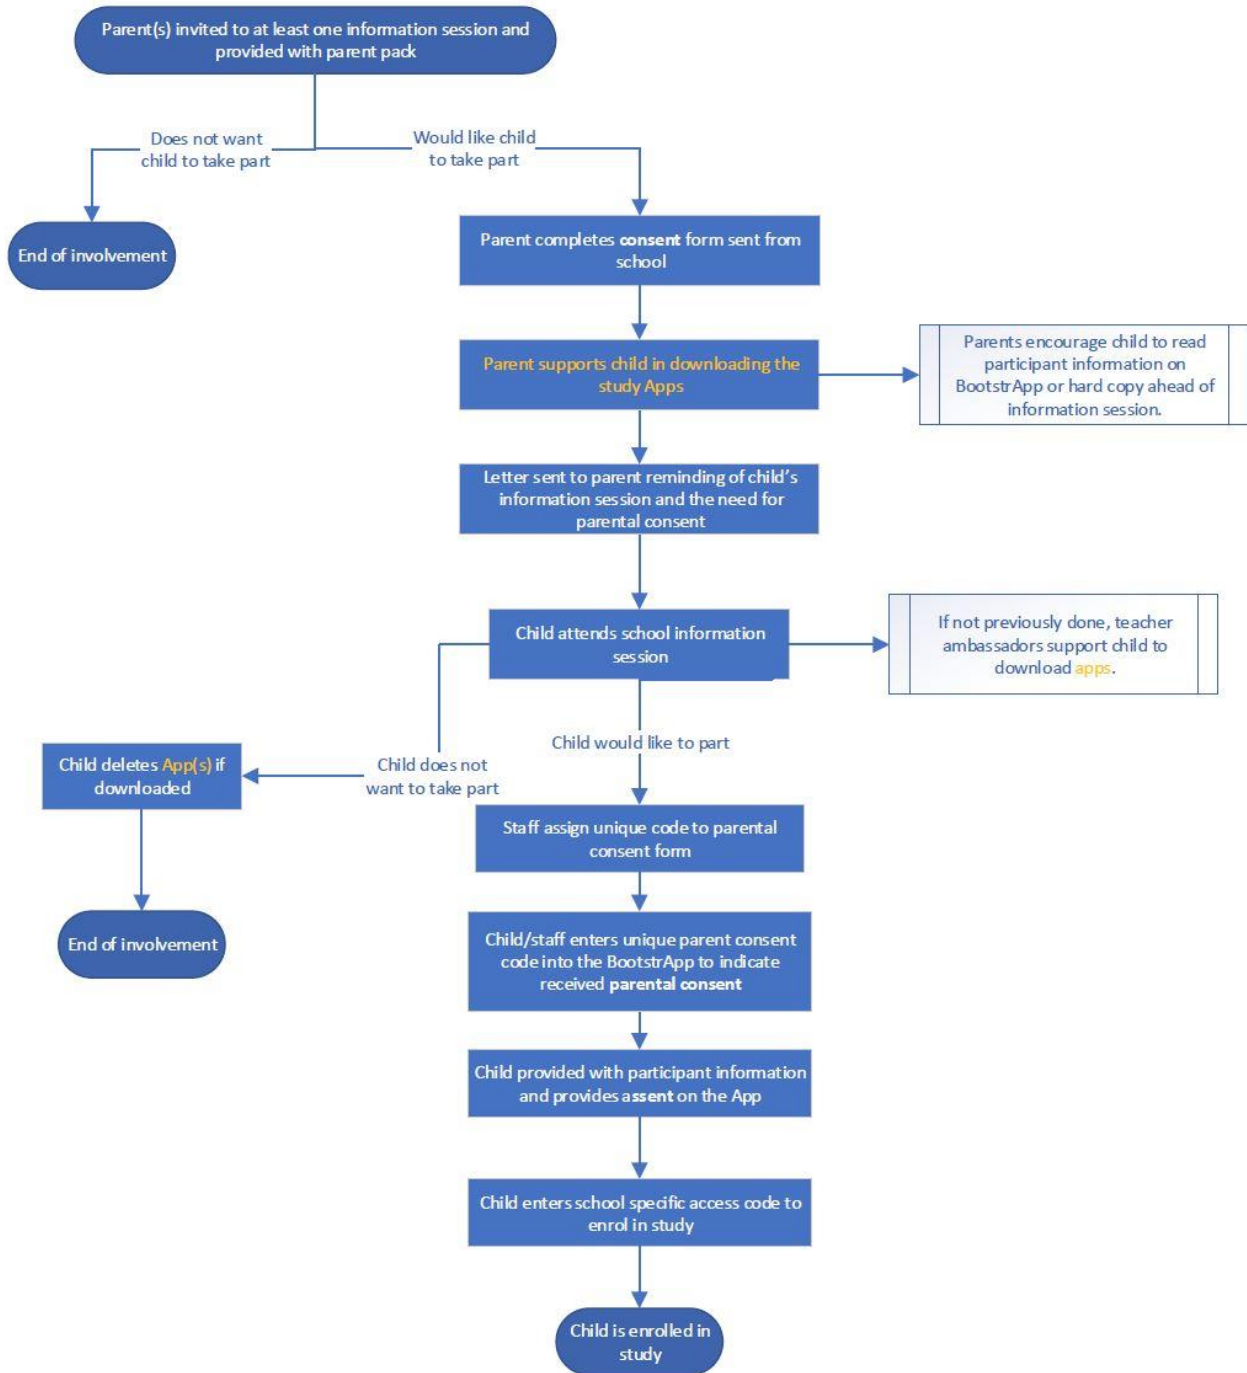 Parent(s) invited to at least one information session and
provided with parent pack
Does not want
child to take part
Would like child
to take part
End of involvement
Parent completes consent form sent from
school
Parent supports child in downloading the
study Apps
Parents encourage child to read
participant information on
BootstrApp or hard copy ahead of
information session.
Letter sent to parent reminding of child's
information session and the need for
parental consent
Child attends school information
session
If not previously done, teacher
ambassadors support child to
download apps.
Child would like to part
Child does not
want to take part
Child deletes App(s) if
downloaded
End of involvement
Staff assign unique code to parental
consent form
Child/staff enters unique parent consent
code into the BootstrApp to indicate
received parental consent
Child provided with participant information
and provides assent on the App
Child enters school specific access code to
enrol in study
Child is enrolled in
study